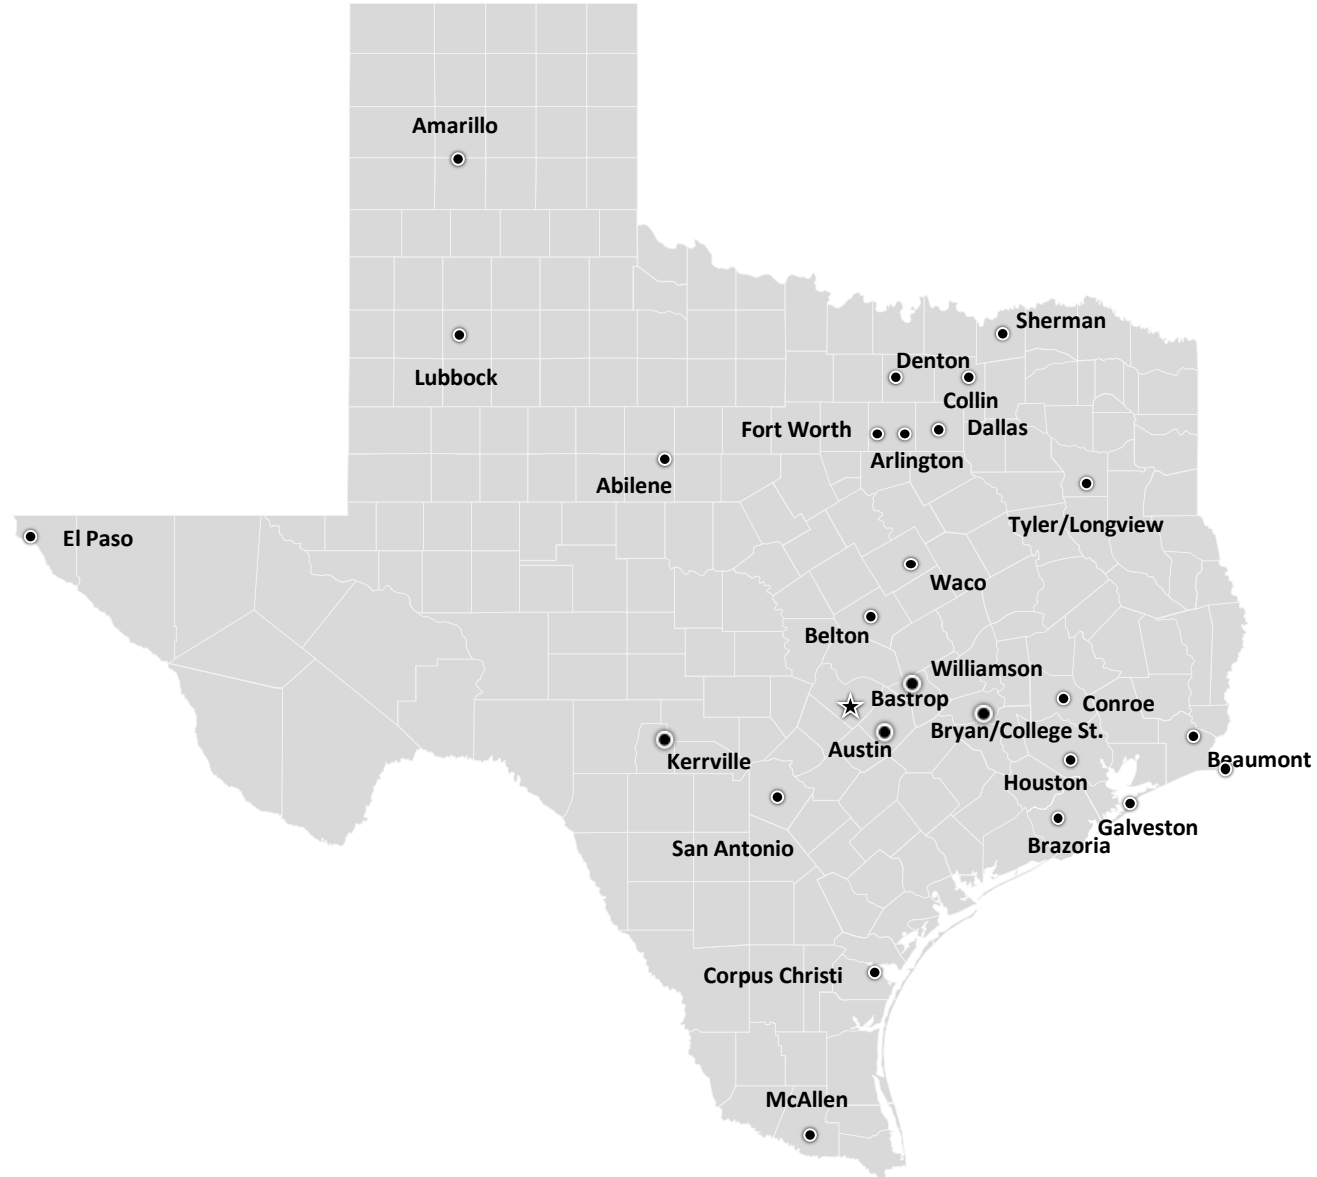 Amarillo
Sherman
Denton
Lubbock
Collin
Fort Worth
Dallas
Arlington
Abilene
Tyler/Longview
El Paso
Waco
Belton
Williamson
Bastrop
Conroe
Bryan/College St.
Austin
Kerrville
Beaumont
Houston
Galveston
Brazoria
San Antonio
Corpus Christi
McAllen